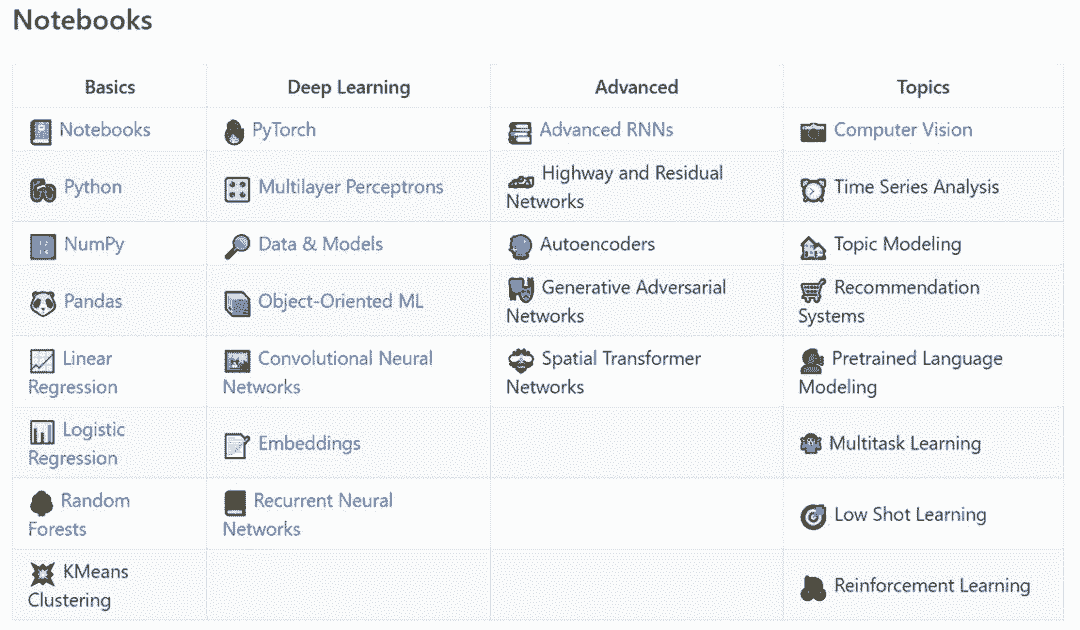 Notebooks
Basics Deep Learning Advanced Topics
Notebooks PyTorch Advanced RNNs Computer Vision
Python Multilayer Perceptrons Highway and Residual Networks Time Series Analysis
NumPy Data & Models Autoencoders Topic Modeling
Pandas Object-Oriented ML Generative Adversarial Networks Recommendation Systems
Linear Regression Convolutional Neural Networks Spatial Transformer Networks Pretrained Language Modeling
Logistic Regression Embeddings Multitask Learning
Random Forests Recurrent Neural Networks Low Shot Learning
KMeans Clustering Reinforcement Learning